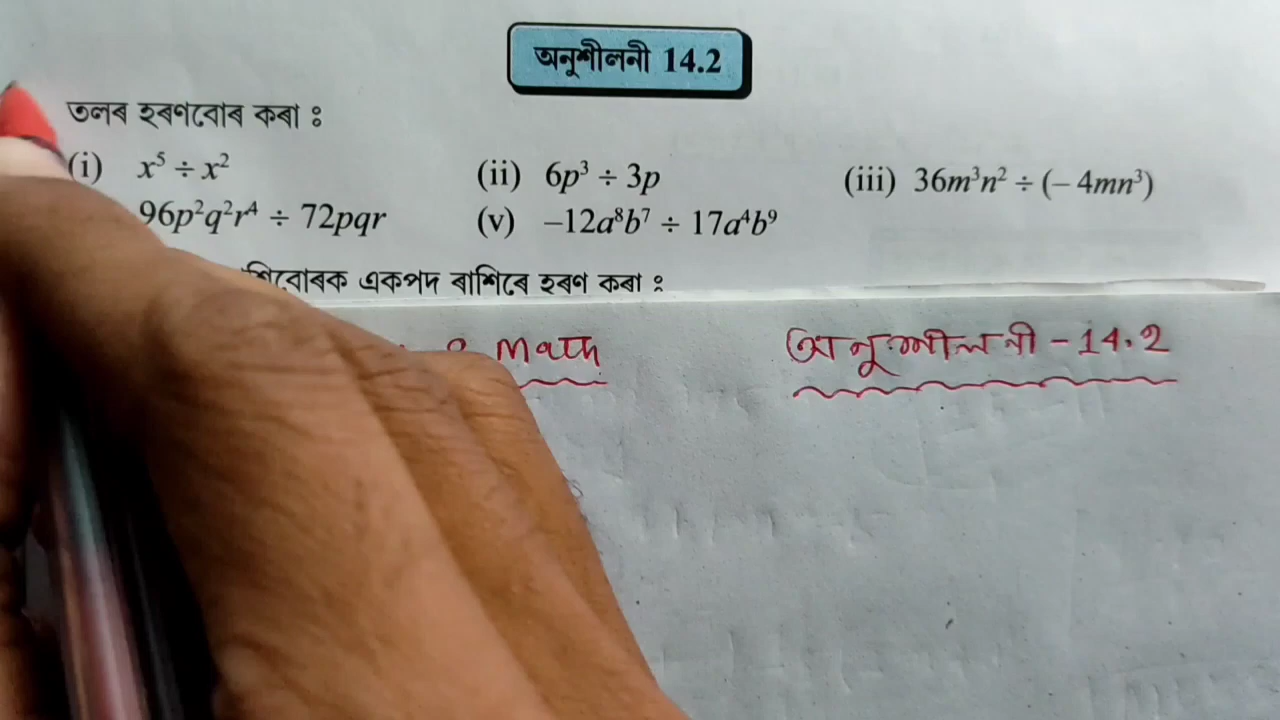 অনুশীলনী 14.2
তলৰ হৰণবোৰ কৰা :
(i) x⁵ ÷ x² (ii) 6p³ ÷ 3p (iii) 36m³n² ÷ (– 4mn³)
96p²q²r⁴ ÷ 72pqr (v) –12a⁸b⁷ ÷ 17a⁴b⁹
একপদ ৰাশিৰে হৰণ কৰা :
Math অনুশীলনী – 14.2